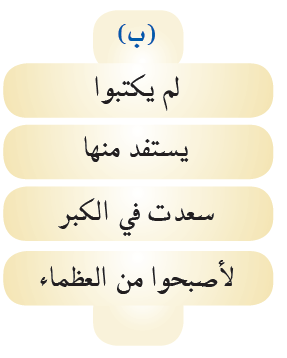 (ب)
لم يكتبوا
يستفد منها
سعدت في الكبر
لأصبحوا من العظماء